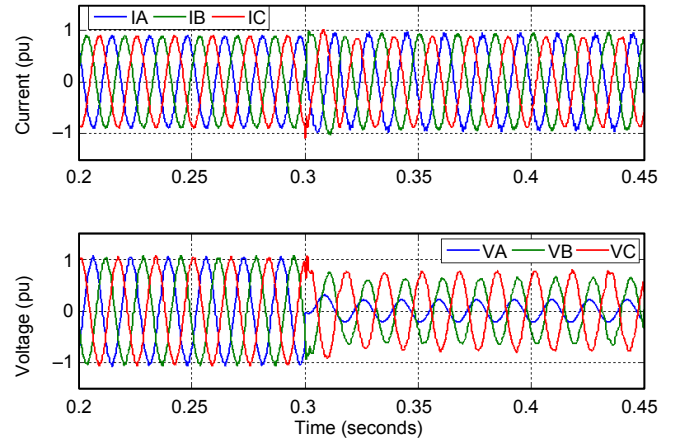 IA IB IC
1
0
–1
Current (pu)
0.2 0.25 0.3 0.35 0.4 0.45
VA VB VC
1
0
–1
Voltage (pu)
0.2 0.25 0.3 0.35 0.4 0.45
Time (seconds)